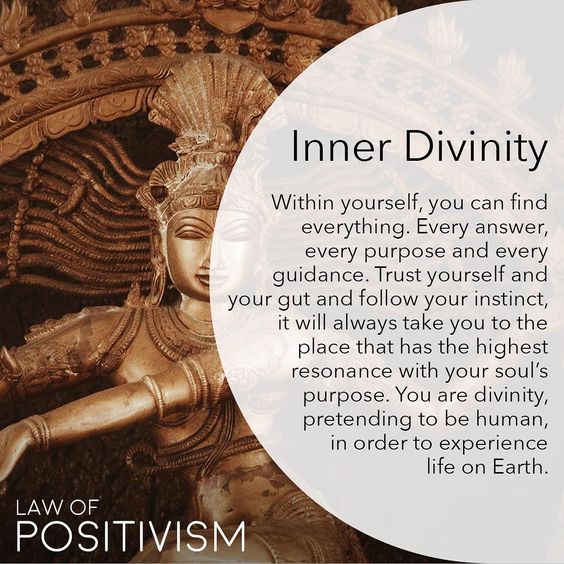 Inner Divinity
Within yourself, you can find
everything. Every answer,
every purpose and every
guidance. Trust yourself and
your gut and follow your instinct,
it will always take you to the
place that has the highest
resonance with your soul’s
purpose. You are divinity,
pretending to be human,
in order to experience
life on Earth.
LAW OF
POSITIVISM